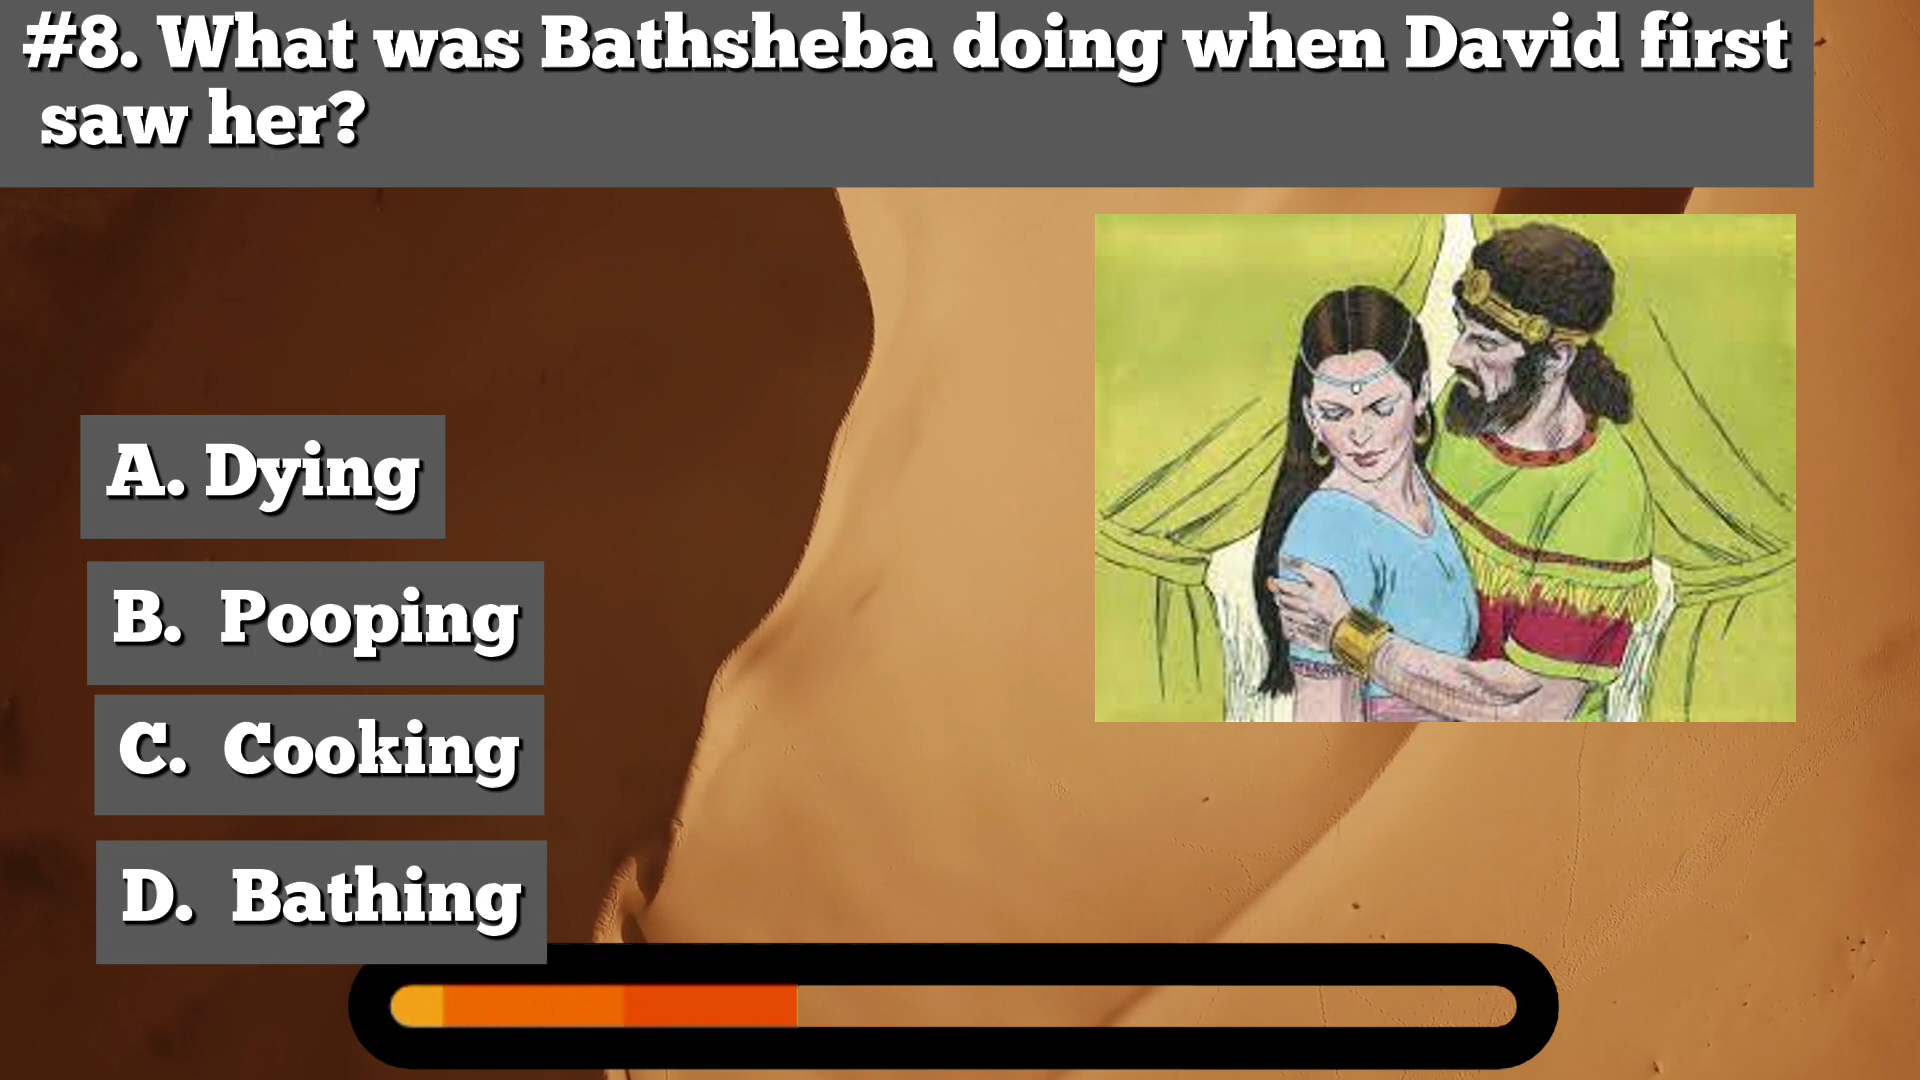 #8. What was Bathsheba doing when David first
saw her?
A. Dying
B. Pooping
C. Cooking
D. Bathing